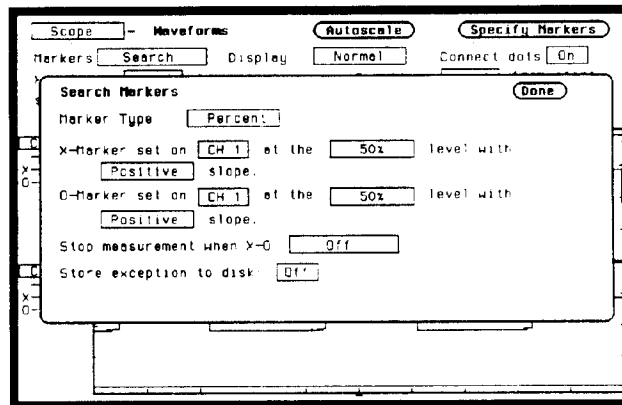 Scope - Waveforms Autoscale Specify Markers
Markers Search Display Normal Connect dots On
Search Markers Done
Marker Type Percent
X-Marker set on CH 1 at the 50% level with
Positive slope.
O-Marker set on CH 1 at the 50% level with
Positive slope.
Stop measurement when X-O Off
Store exception to disk: Off
X-
O-
X-
O-